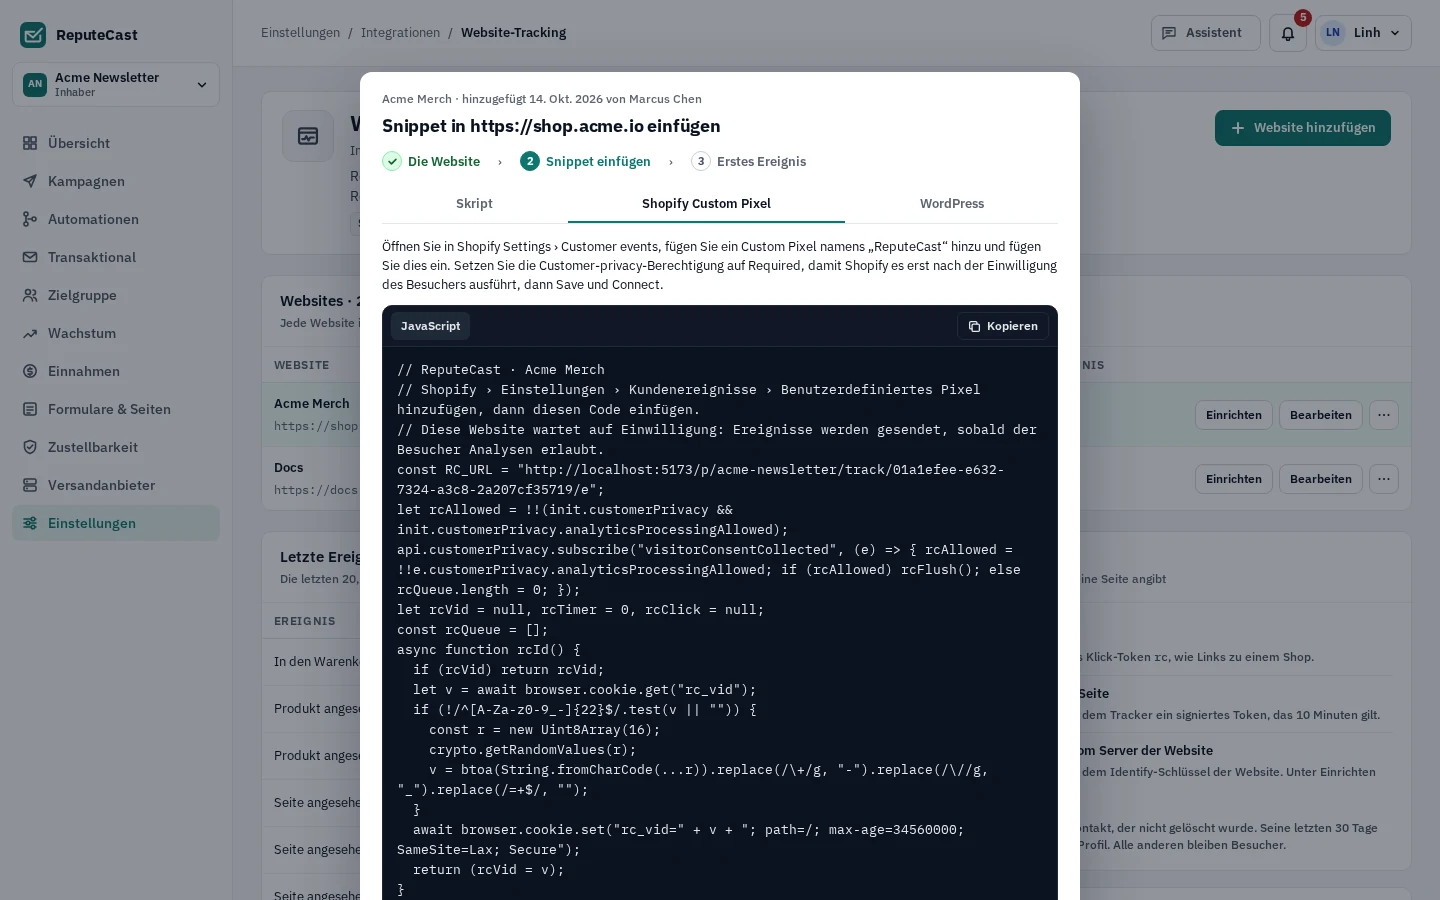 ReputeCast
AN
Acme Newsletter
Inhaber
Übersicht
Kampagnen
Automationen
Transaktional
Zielgruppe
Wachstum
Einnahmen
Formulare & Seiten
Zustellbarkeit
Versandanbieter
Einstellungen
Einstellungen / Integrationen / Website-Tracking
Assistent
5
LN
Linh
Website hinzufügen
Websites · 2
Jede Website i
WEBSITE
Acme Merch
https://shop
Einrichten
Bearbeiten
Docs
https://docs
Einrichten
Bearbeiten
Letzte Ereig
Die letzten 20,
ine Seite angibt
EREIGNIS
In den Warenk
s Klick-Token rc, wie Links zu einem Shop.
Seite
Produkt anges
dem Tracker ein signiertes Token, das 10 Minuten gilt.
Produkt anges
om Server der Website
dem Identify-Schlüssel der Website. Unter Einrichten
Seite angesehe
ontakt, der nicht gelöscht wurde. Seine letzten 30 Tage
Seite angesehe
Profil. Alle anderen bleiben Besucher.
Seite angesehe
Acme Merch · hinzugefügt 14. Okt. 2026 von Marcus Chen
Snippet in https://shop.acme.io einfügen
Die Website › 2 Snippet einfügen › 3 Erstes Ereignis
Skript
Shopify Custom Pixel
WordPress
Öffnen Sie in Shopify Settings › Customer events, fügen Sie ein Custom Pixel namens „ReputeCast“ hinzu und fügen
Sie dies ein. Setzen Sie die Customer-privacy-Berechtigung auf Required, damit Shopify es erst nach der Einwilligung
des Besuchers ausführt, dann Save und Connect.
JavaScript
Kopieren
// ReputeCast · Acme Merch
// Shopify › Einstellungen › Kundenereignisse › Benutzerdefiniertes Pixel
hinzufügen, dann diesen Code einfügen.
// Diese Website wartet auf Einwilligung: Ereignisse werden gesendet, sobald der
Besucher Analysen erlaubt.
const RC_URL = "http://localhost:5173/p/acme-newsletter/track/01a1efee-e632-
7324-a3c8-2a207cf35719/e";
let rcAllowed = !!(init.customerPrivacy &&
init.customerPrivacy.analyticsProcessingAllowed);
api.customerPrivacy.subscribe("visitorConsentCollected", (e) => { rcAllowed =
!!e.customerPrivacy.analyticsProcessingAllowed; if (rcAllowed) rcFlush(); else
rcQueue.length = 0; });
let rcVid = null, rcTimer = 0, rcClick = null;
const rcQueue = [];
async function rcId() {
  if (rcVid) return rcVid;
  let v = await browser.cookie.get("rc_vid");
  if (!/^[A-Za-z0-9_-]{22}$/.test(v || "")) {
    const r = new Uint8Array(16);
    crypto.getRandomValues(r);
    v = btoa(String.fromCharCode(...r)).replace(/\+/g, "-").replace(/\//g,
"_").replace(/=+$/, "");
  }
  await browser.cookie.set("rc_vid=" + v + "; path=/; max-age=34560000;
SameSite=Lax; Secure");
  return (rcVid = v);
}